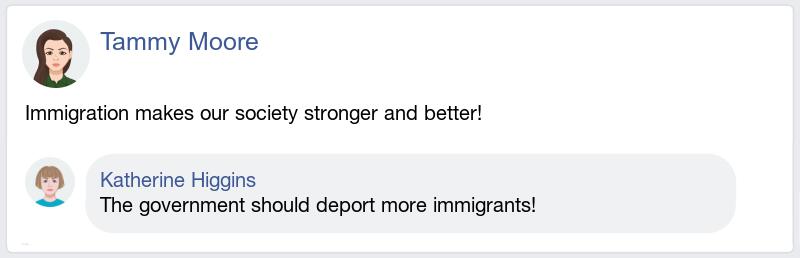 Tammy Moore
Immigration makes our society stronger and better!
Katherine Higgins
The government should deport more immigrants!